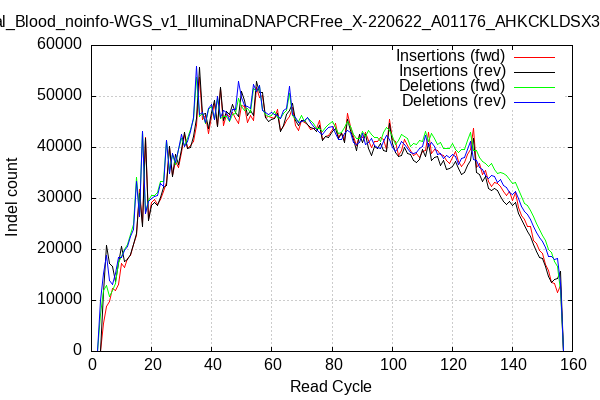 al_Blood_noinfo-WGS_v1_IlluminaDNAPCRFree_X-220622_A01176_AHKCKLDSX3
Insertions (fwd)
Insertions (rev)
Deletions (fwd)
Deletions (rev)
60000
50000
40000
30000
20000
10000
0
Indel count
0 20 40 60 80 100 120 140 160
Read Cycle